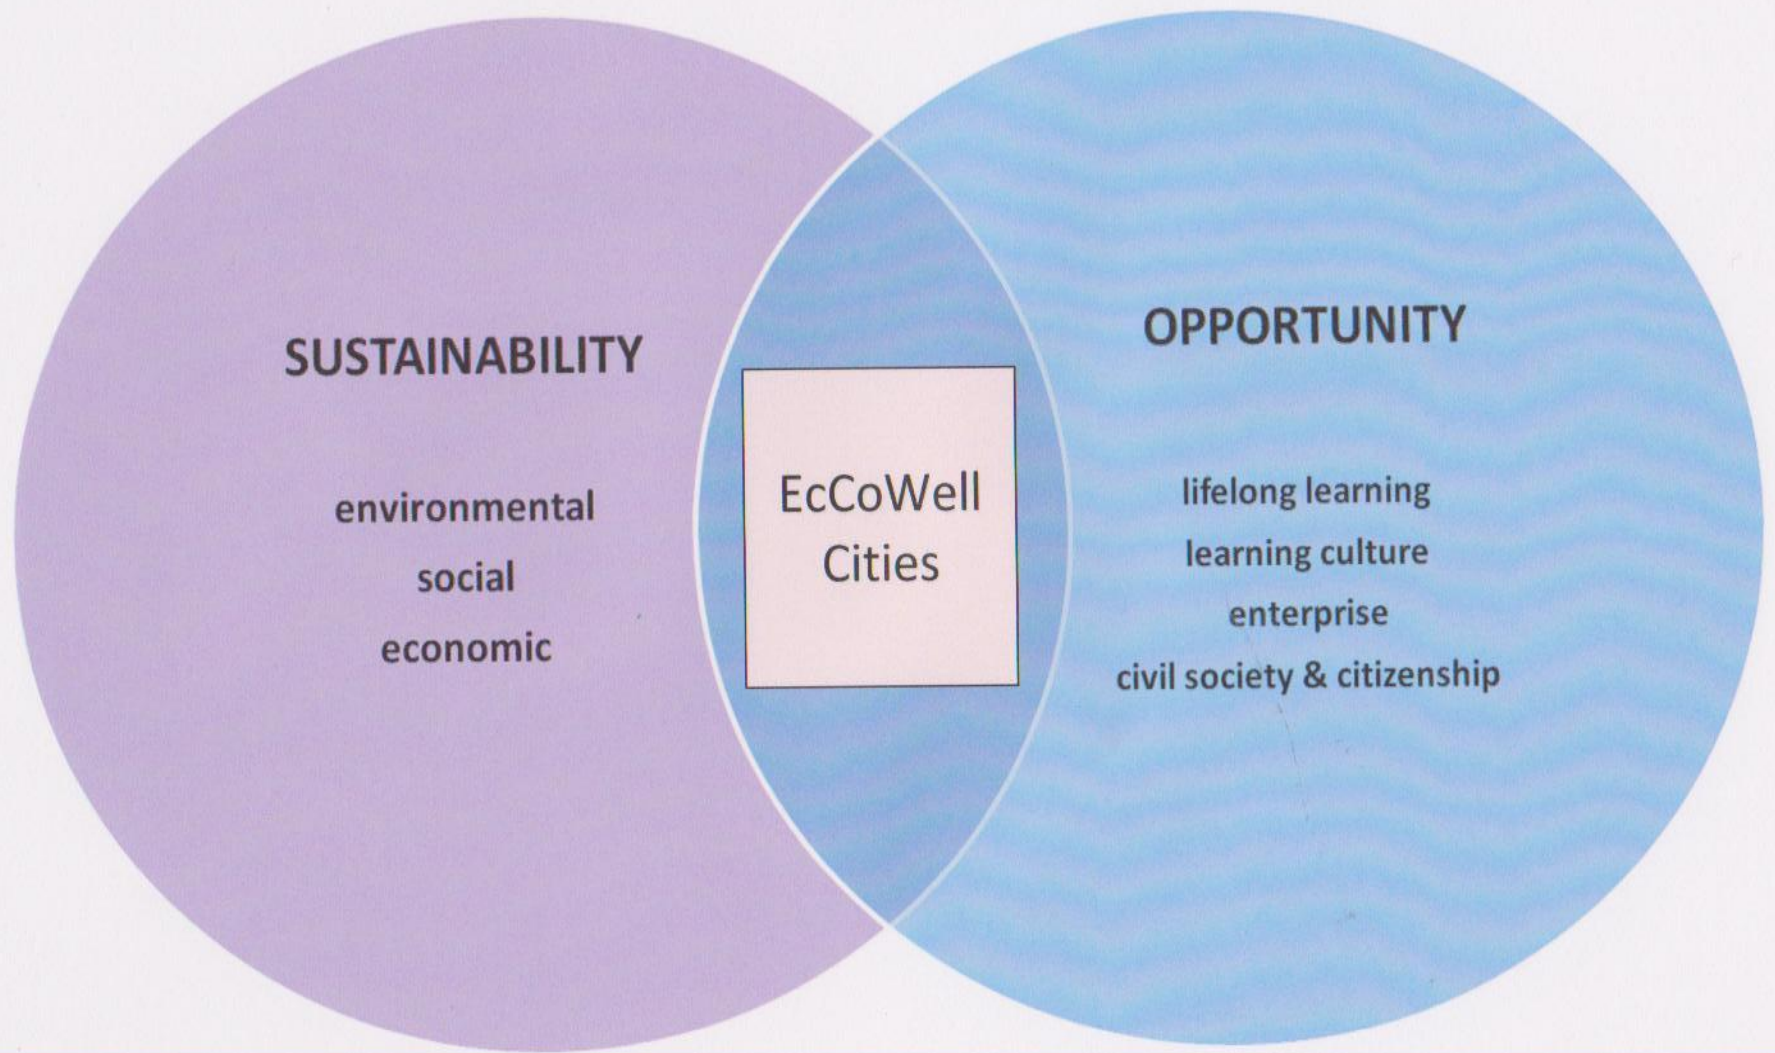 SUSTAINABILITY
environmental
social
economic
EcCoWell
Cities
OPPORTUNITY
lifelong learning
learning culture
enterprise
civil society & citizenship